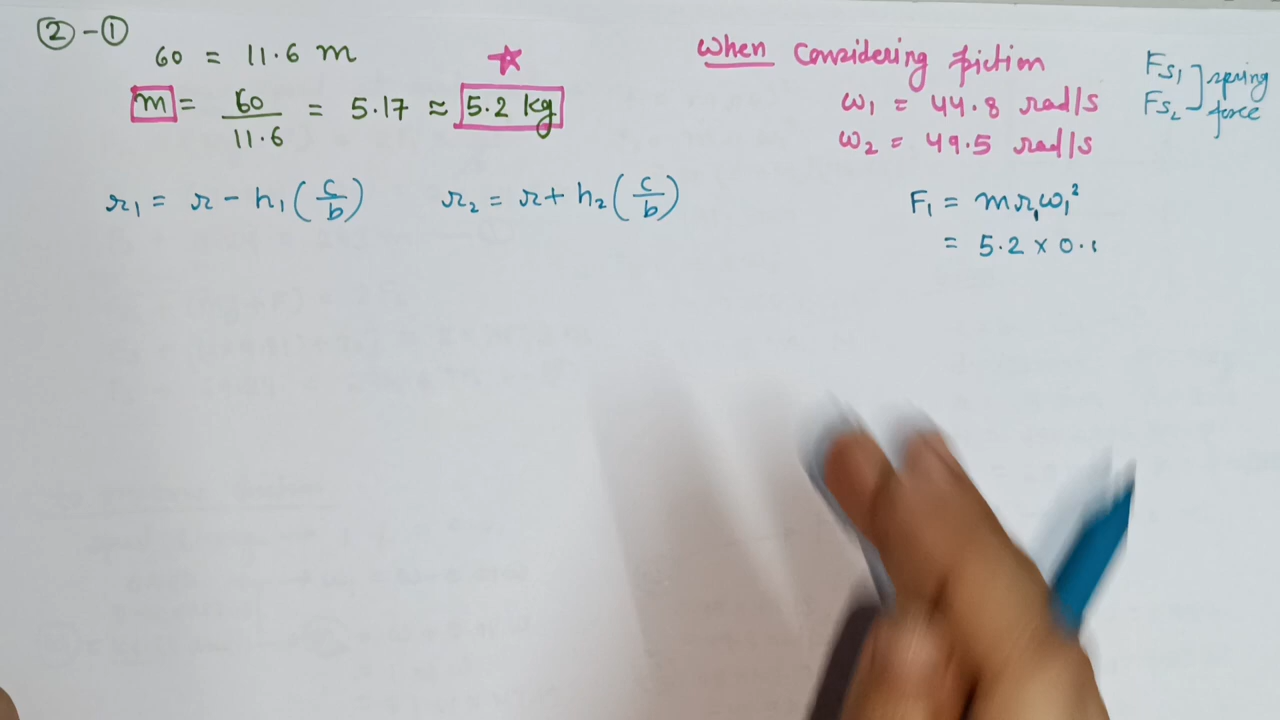 ② - ①
60 = 11.6 m
m = 60/11.6 = 5.17 ≈ 5.2 kg
r₁ = r - h₁ (c/b)
r₂ = r + h₂ (c/b)
When considering friction
ω₁ = 44.8 rad/s
ω₂ = 49.5 rad/s
F₁ = m r₁ ω₁²
= 5.2 × 0.1
Fs₁
Fs₂
spring
force